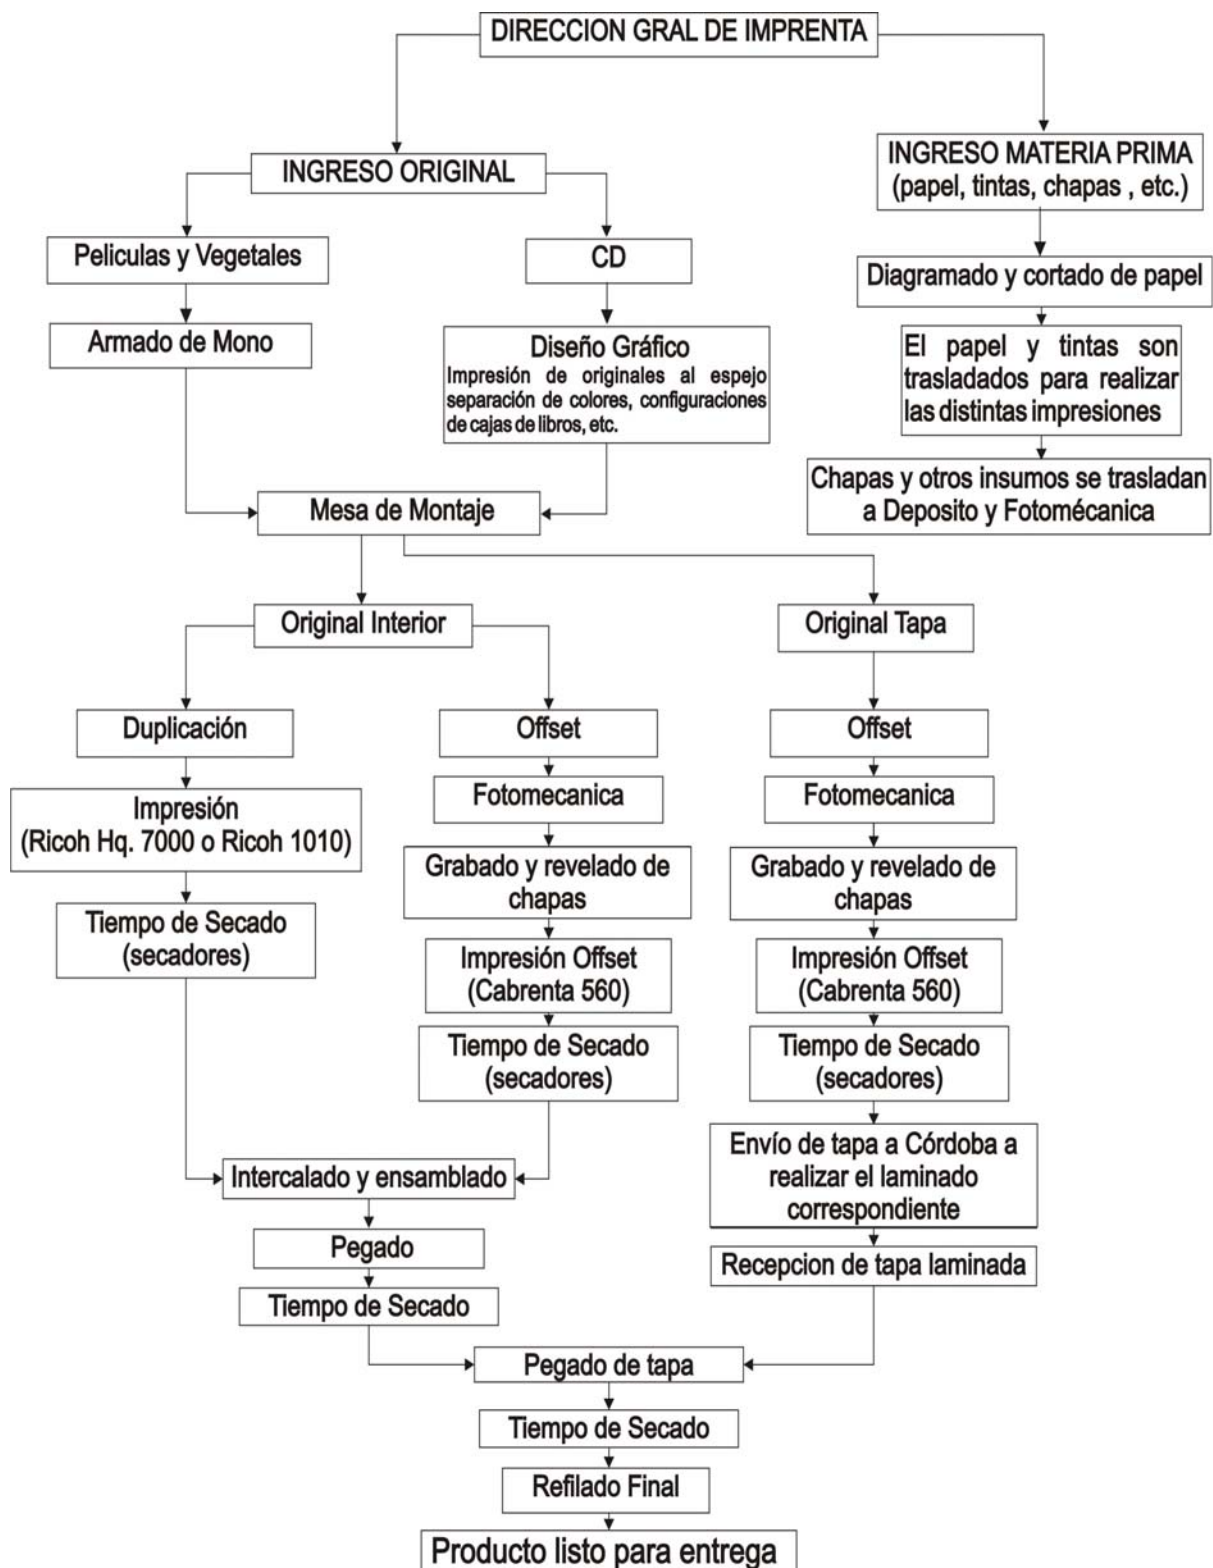 DIRECCION GRAL DE IMPRENTA
INGRESO ORIGINAL
INGRESO MATERIA PRIMA
(papel, tintas, chapas , etc.)
Peliculas y Vegetales
CD
Diagramado y cortado de papel
Armado de Mono
Diseño Gráfico
Impresión de originales al espejo
separación de colores, configuraciones
de cajas de libros, etc.
El papel y tintas son
trasladados para realizar
las distintas impresiones
Chapas y otros insumos se trasladan
a Deposito y Fotomécanica
Mesa de Montaje
Original Interior
Original Tapa
Duplicación
Offset
Offset
Impresión
(Ricoh Hq. 7000 o Ricoh 1010)
Fotomecanica
Fotomecanica
Grabado y revelado de
chapas
Grabado y revelado de
chapas
Tiempo de Secado
(secadores)
Impresión Offset
(Cabrenta 560)
Impresión Offset
(Cabrenta 560)
Tiempo de Secado
(secadores)
Tiempo de Secado
(secadores)
Envío de tapa a Córdoba a
realizar el laminado
correspondiente
Intercalado y ensamblado
Pegado
Recepcion de tapa laminada
Tiempo de Secado
Pegado de tapa
Tiempo de Secado
Refilado Final
Producto listo para entrega